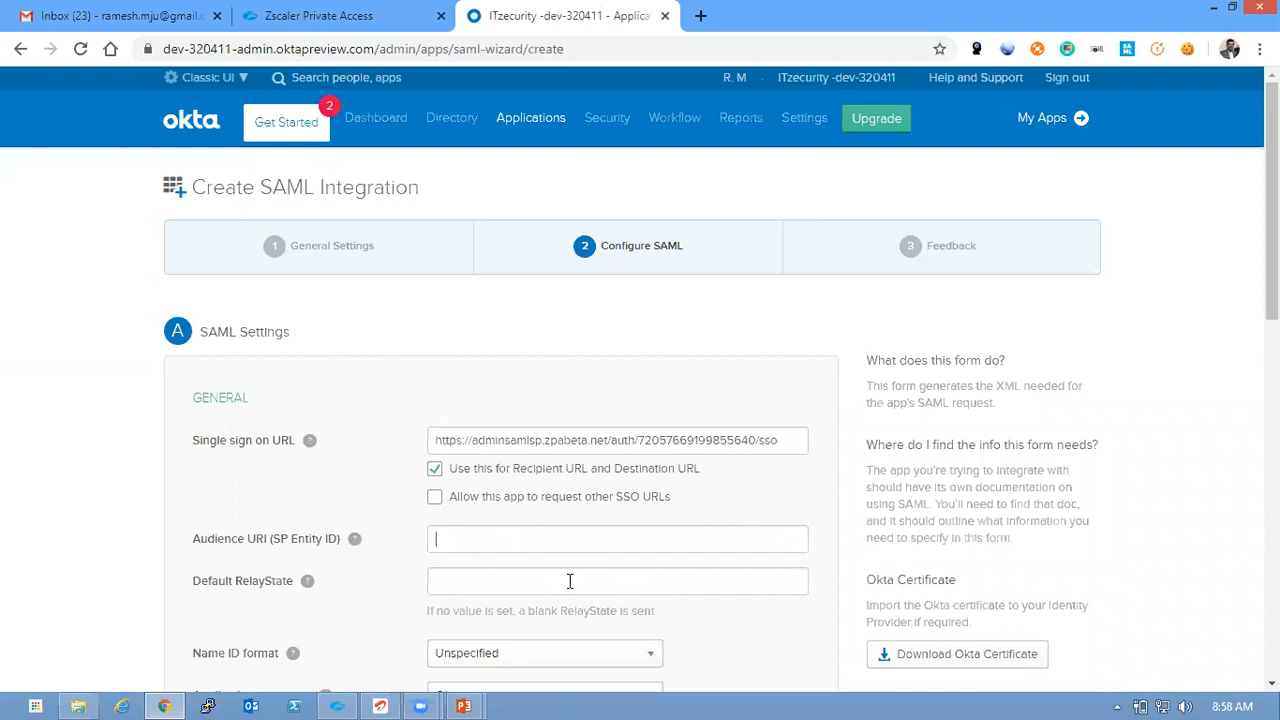 Inbox (23) - ramesh.mju@gmail.c
Zscaler Private Access
ITzecurity -dev-320411 - Applica
dev-320411-admin.oktapreview.com/admin/apps/saml-wizard/create
Classic UI
Search people, apps
R. M
ITzecurity -dev-320411
Help and Support
Sign out
okta
Get Started
2
Dashboard
Directory
Applications
Security
Workflow
Reports
Settings
Upgrade
My Apps
Create SAML Integration
1 General Settings
2 Configure SAML
3 Feedback
A SAML Settings
GENERAL
Single sign on URL
https://adminsamlsp.zpabeta.net/auth/72057669199855640/sso
Use this for Recipient URL and Destination URL
Allow this app to request other SSO URLs
Audience URI (SP Entity ID)
Default RelayState
If no value is set, a blank RelayState is sent
Name ID format
Unspecified
What does this form do?
This form generates the XML needed for
the app's SAML request.
Where do I find the info this form needs?
The app you're trying to integrate with
should have its own documentation on
using SAML. You'll need to find that doc,
and it should outline what information you
need to specify in this form.
Okta Certificate
Import the Okta certificate to your Identity
Provider if required.
Download Okta Certificate
8:58 AM